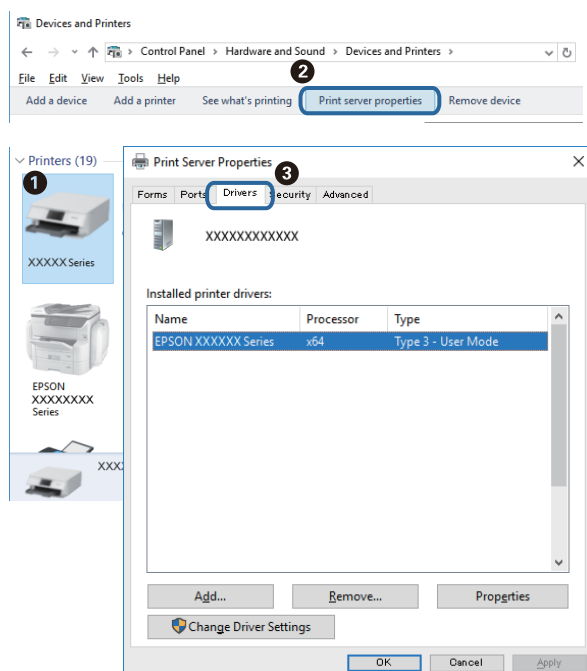 Devices and Printers
Control Panel > Hardware and Sound > Devices and Printers >
File Edit View Tools Help
2
Add a device Add a printer See what's printing Print server properties Remove device
Printers (19)
1
XXXXX Series
EPSON
XXXXXXXX
Series
XXX
Print Server Properties
3
Forms Ports Drivers Security Advanced
XXXXXXXXXXXX
Installed printer drivers:
Name Processor Type
EPSON XXXXXX Series x64 Type 3 - User Mode
Add... Remove... Properties
Change Driver Settings
OK Cancel Apply